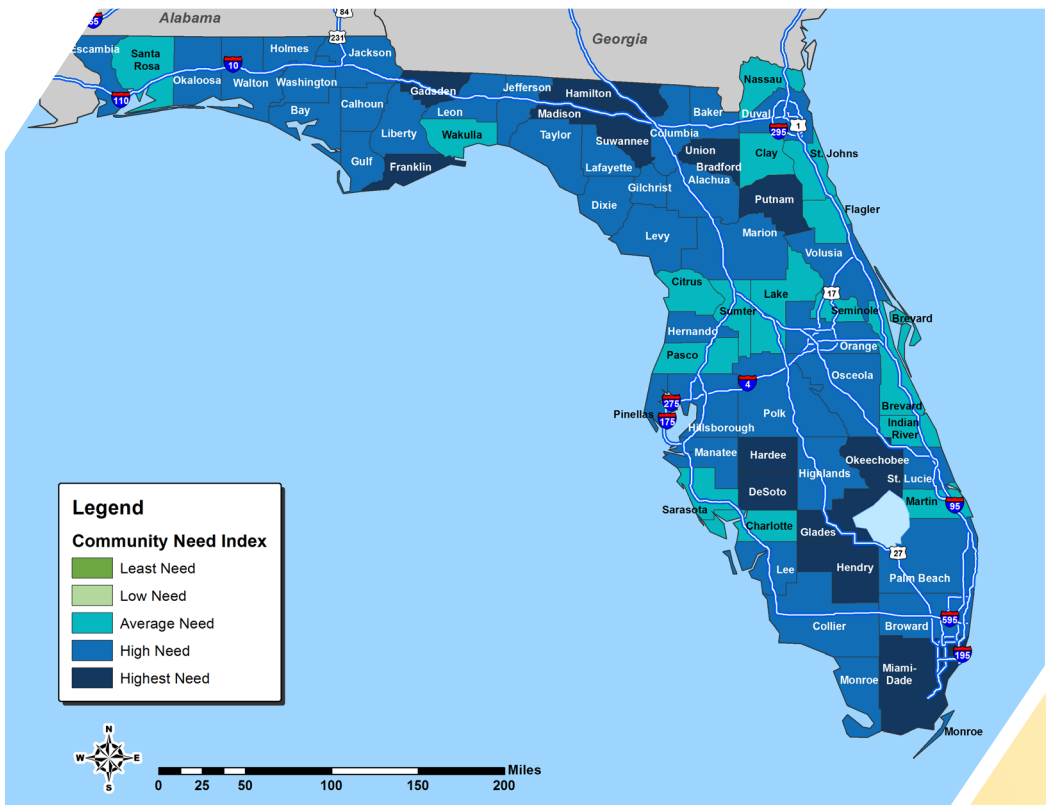 Alabama
Georgia
65
84
231
10
110
295
1
17
4
275
175
95
27
595
195
Escambia
Santa
Rosa
Okaloosa
Walton
Holmes
Washington
Jackson
Bay
Calhoun
Gulf
Liberty
Gadsden
Leon
Wakulla
Franklin
Jefferson
Madison
Taylor
Hamilton
Suwannee
Lafayette
Dixie
Columbia
Gilchrist
Levy
Baker
Union
Bradford
Alachua
Nassau
Duval
Clay
St. Johns
Putnam
Flagler
Marion
Volusia
Citrus
Sumter
Lake
Seminole
Brevard
Hernando
Pasco
Orange
Osceola
Pinellas
Hillsborough
Polk
Brevard
Indian
River
Manatee
Hardee
Highlands
Okeechobee
St. Lucie
Sarasota
DeSoto
Martin
Charlotte
Glades
Lee
Hendry
Palm Beach
Collier
Broward
Monroe
Miami-
Dade
Monroe
Legend
Community Need Index
Least Need
Low Need
Average Need
High Need
Highest Need
N
W
E
S
Miles
0 25 50 100 150 200